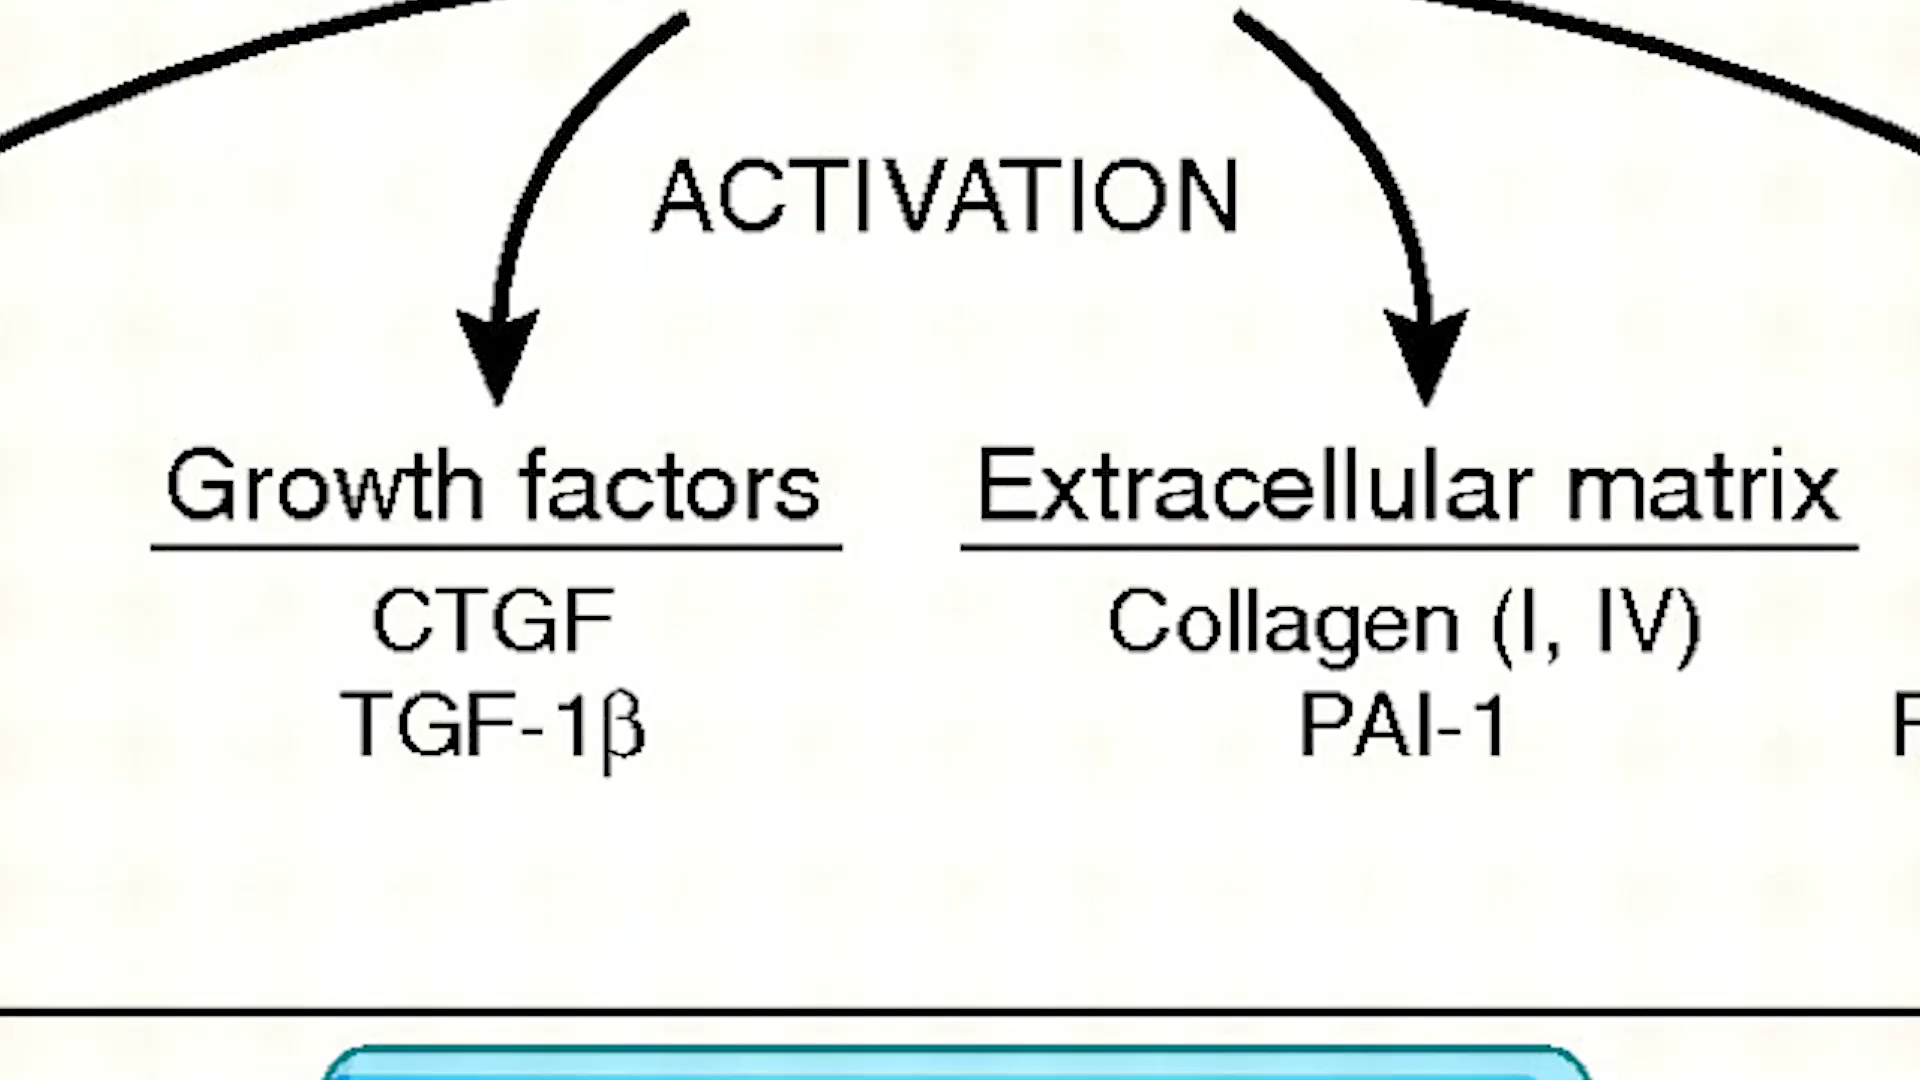 ACTIVATION
Growth factors
Extracellular matrix
CTGF
TGF-1β
Collagen (I, IV)
PAI-1